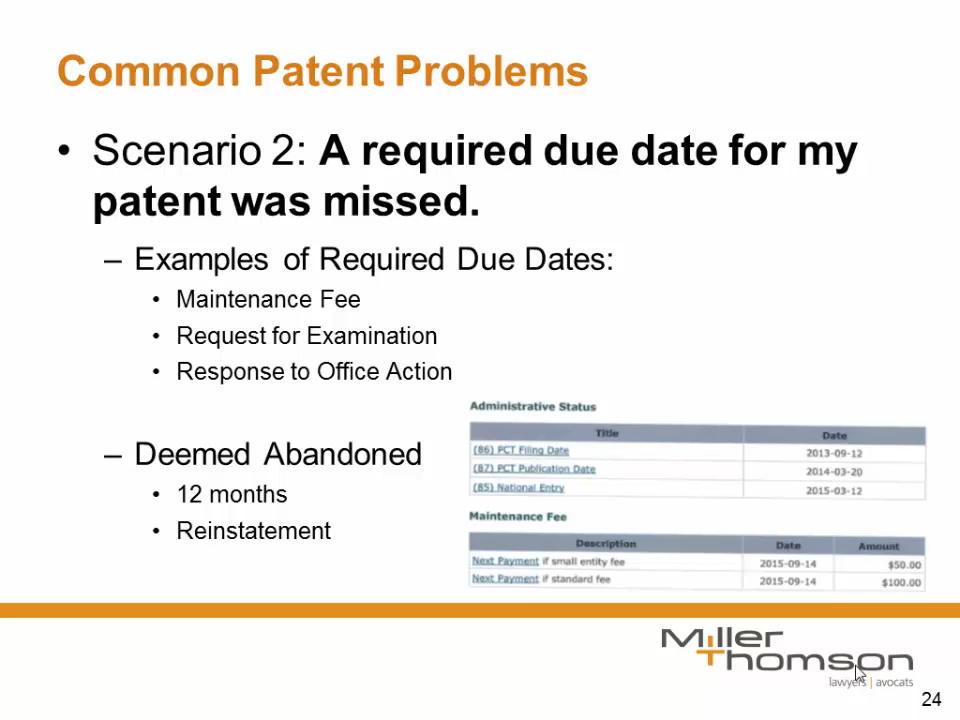 Common Patent Problems
• Scenario 2: A required due date for my
patent was missed.
– Examples of Required Due Dates:
• Maintenance Fee
• Request for Examination
• Response to Office Action
– Deemed Abandoned
• 12 months
• Reinstatement
Administrative Status
Title Date
(86) PCT Filing Date 2013-09-12
(87) PCT Publication Date 2014-03-20
(85) National Entry 2015-03-12
Maintenance Fee
Description Date Amount
Next Payment if small entity fee 2015-09-14 $50.00
Next Payment if standard fee 2015-09-14 $100.00
Miller
Thomson
lawyers | avocats
24